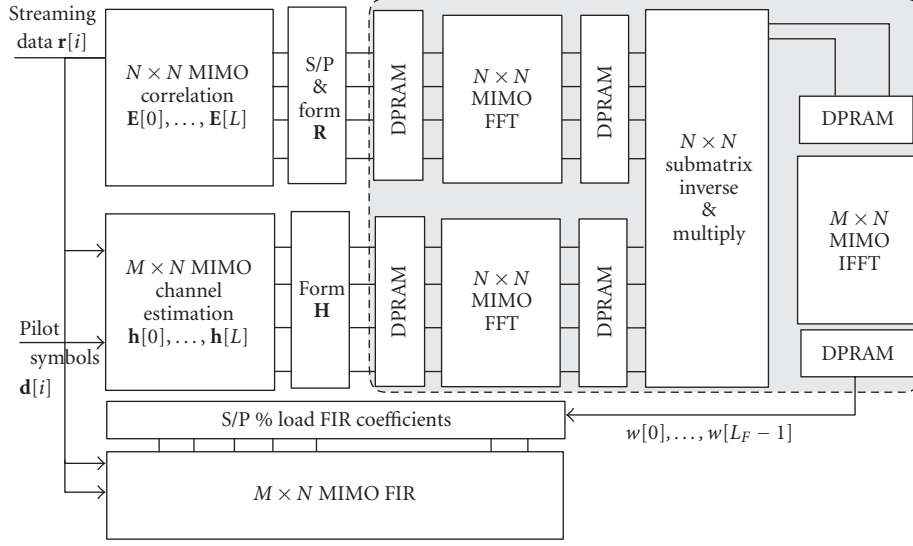 Streaming
data r[i]
N × N MIMO
correlation
E[0], . . . , E[L]
S/P
&
form
R
DPRAM
N × N
MIMO
FFT
DPRAM
N × N
submatrix
inverse
&
multiply
DPRAM
M × N
MIMO
IFFT
DPRAM
M × N MIMO
channel
estimation
h[0], . . . , h[L]
Form
H
DPRAM
N × N
MIMO
FFT
DPRAM
Pilot
symbols
d[i]
S/P % load FIR coefficients
w[0], . . . , w[L_F − 1]
M × N MIMO FIR